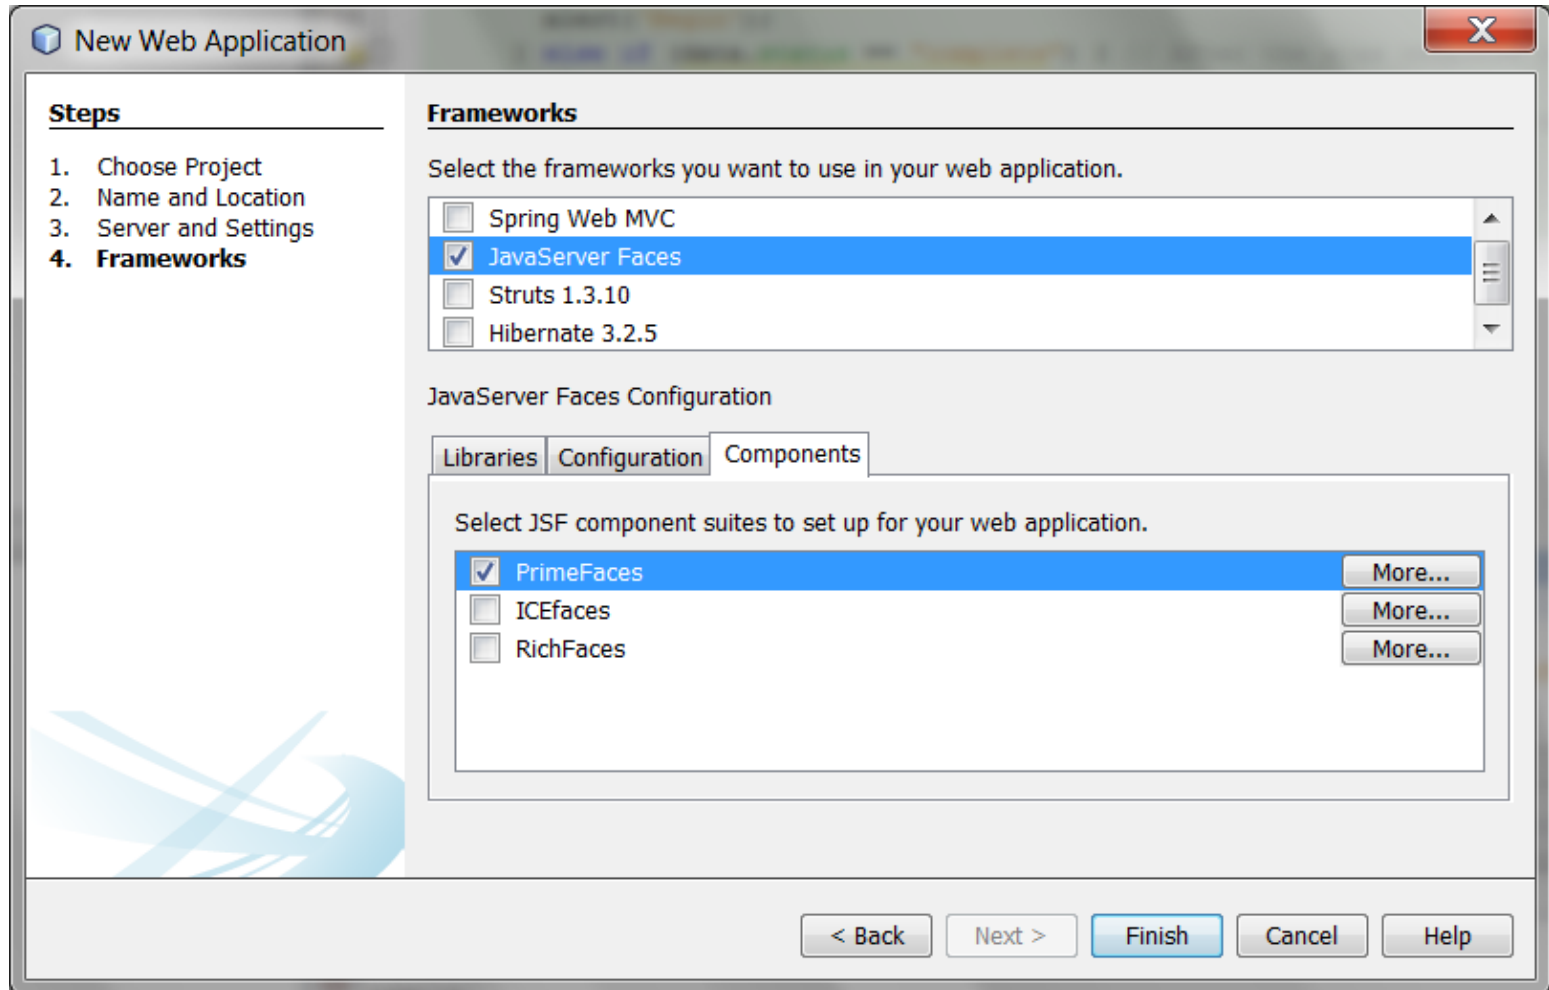 New Web Application
X
Steps
1. Choose Project
2. Name and Location
3. Server and Settings
4. Frameworks
Frameworks
Select the frameworks you want to use in your web application.
Spring Web MVC
JavaServer Faces
Struts 1.3.10
Hibernate 3.2.5
JavaServer Faces Configuration
Libraries Configuration Components
Select JSF component suites to set up for your web application.
PrimeFaces More...
ICEfaces More...
RichFaces More...
< Back Next > Finish Cancel Help